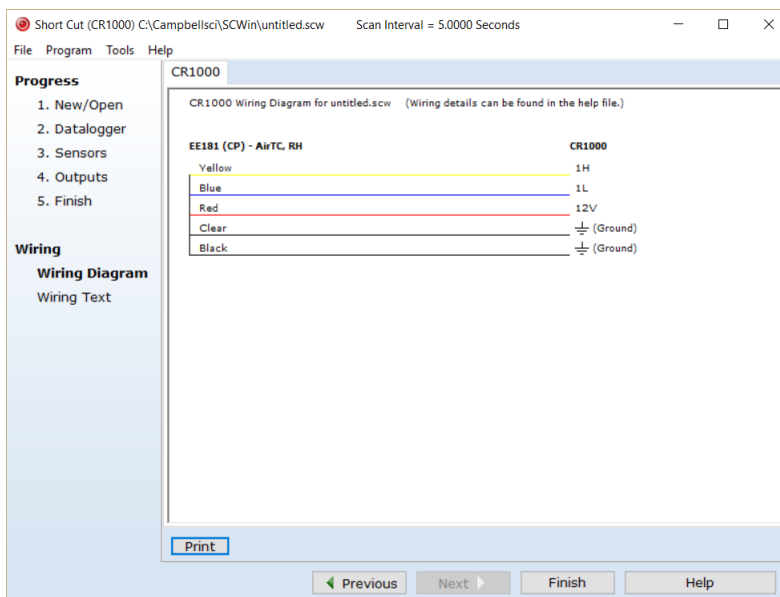 Short Cut (CR1000) C:\Campbellsci\SCWin\untitled.scw Scan Interval = 5.0000 Seconds
File Program Tools Help
Progress
1. New/Open
2. Datalogger
3. Sensors
4. Outputs
5. Finish
Wiring
Wiring Diagram
Wiring Text
CR1000
CR1000 Wiring Diagram for untitled.scw (Wiring details can be found in the help file.)
EE181 (CP) - AirTC, RH CR1000
Yellow 1H
Blue 1L
Red 12V
Clear (Ground)
Black (Ground)
Print
Previous Next Finish Help